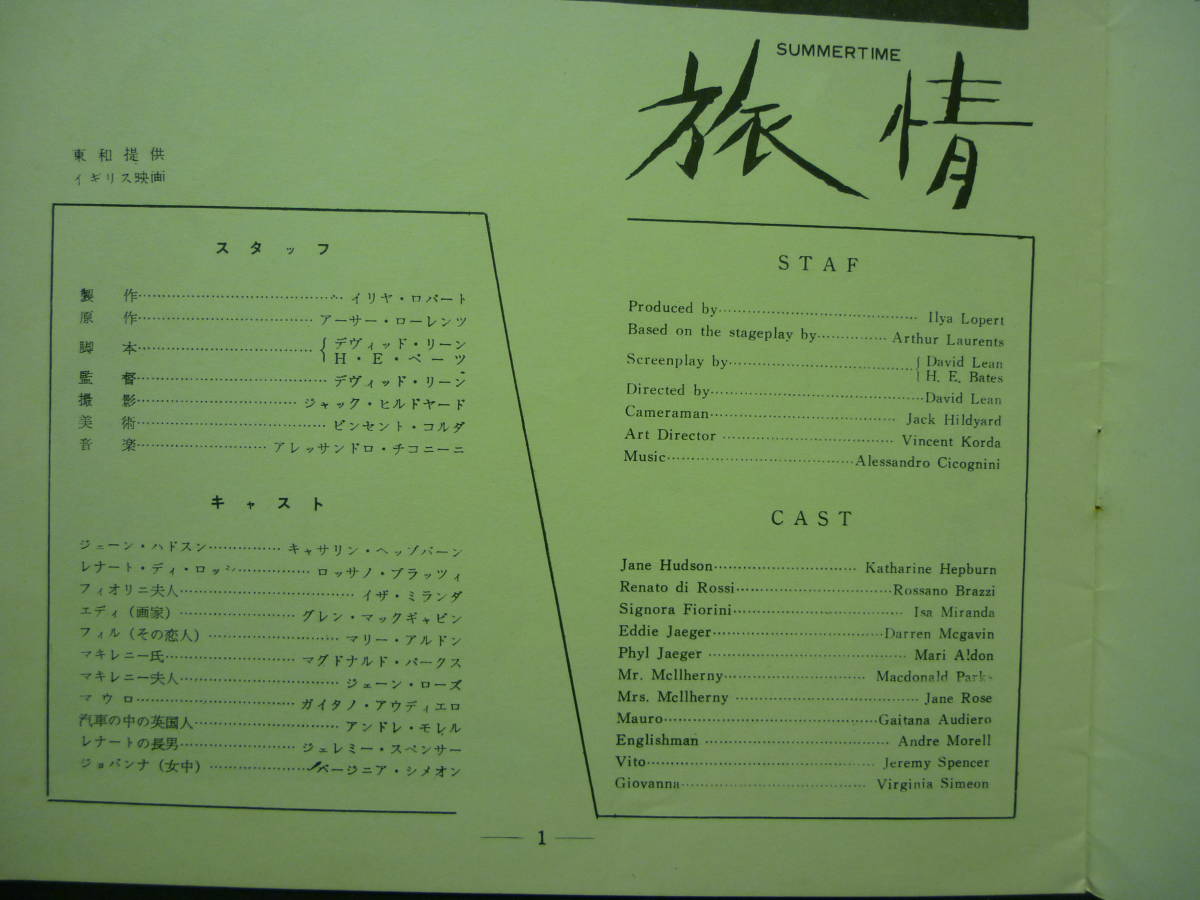 SUMMERTIME
旅情
東和提供
イギリス映画
スタッフ
製作…………イリヤ・ロパート
原作…………アーサー・ローレンツ
脚本…………{デヴィッド・リーン
H・E・ベーツ
監督…………デヴィッド・リーン
撮影…………ジャック・ヒルドヤード
美術…………ビンセント・コルダ
音楽…………アレッサンドロ・チコニーニ
キャスト
ジェーン・ハドスン…………キャサリン・ヘップバーン
レナート・ディ・ロッシ…………ロッサノ・ブラッツィ
フィオリニ夫人…………イザ・ミランダ
エディ(画家)…………グレン・マックギャビン
フィル(その恋人)…………マリー・アルドン
マキレニー氏…………マグドナルド・パークス
マキレニー夫人…………ジェーン・ローズ
マウロ…………ガイタノ・アウディエロ
汽車の中の英国人…………アンドレ・モレル
レナートの長男…………ジェレミー・スペンサー
ジョバンナ(女中)…………バージニア・シメオン
STAF
Produced by…………Ilya Lopert
Based on the stageplay by…………Arthur Laurents
Screenplay by…………{David Lean
H. E. Bates
Directed by…………David Lean
Cameraman…………Jack Hildyard
Art Director…………Vincent Korda
Music…………Alessandro Cicognini
CAST
Jane Hudson…………Katharine Hepburn
Renato di Rossi…………Rossano Brazzi
Signora Fiorini…………Isa Miranda
Eddie Jaeger…………Darren Mcgavin
Phyl Jaeger…………Mari Aldon
Mr. McIlherny…………Macdonald Parks
Mrs. McIlherny…………Jane Rose
Mauro…………Gaitana Audiero
Englishman…………Andre Morell
Vito…………Jeremy Spencer
Giovanna…………Virginia Simeon
1